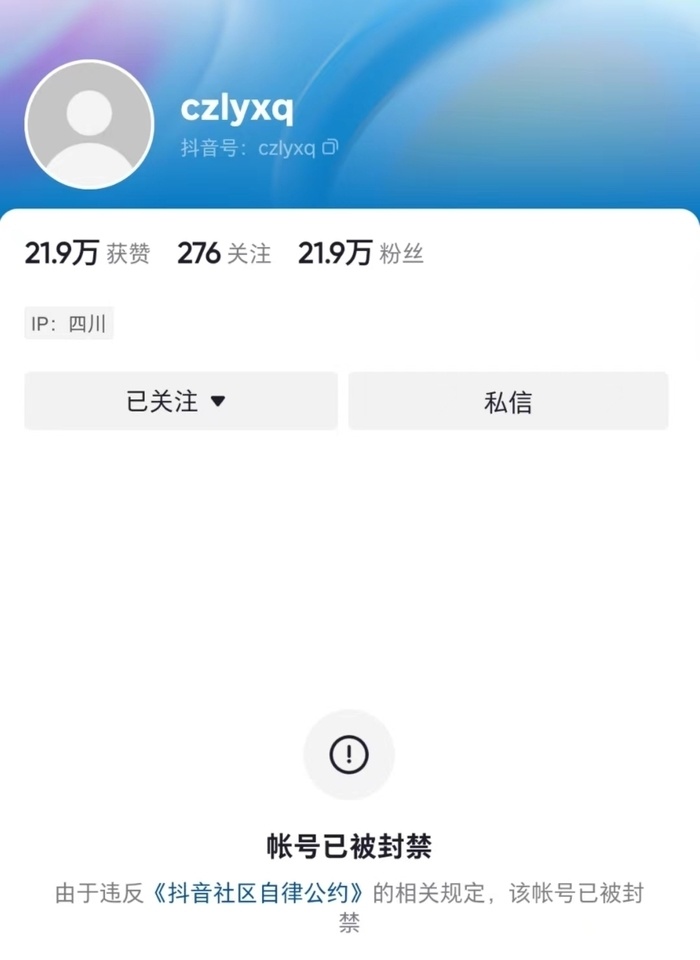 czlyxq
抖音号：czlyxq
21.9万 获赞 276 关注 21.9万 粉丝
IP：四川
已关注 私信
帐号已被封禁
由于违反《抖音社区自律公约》的相关规定，该帐号已被封
禁